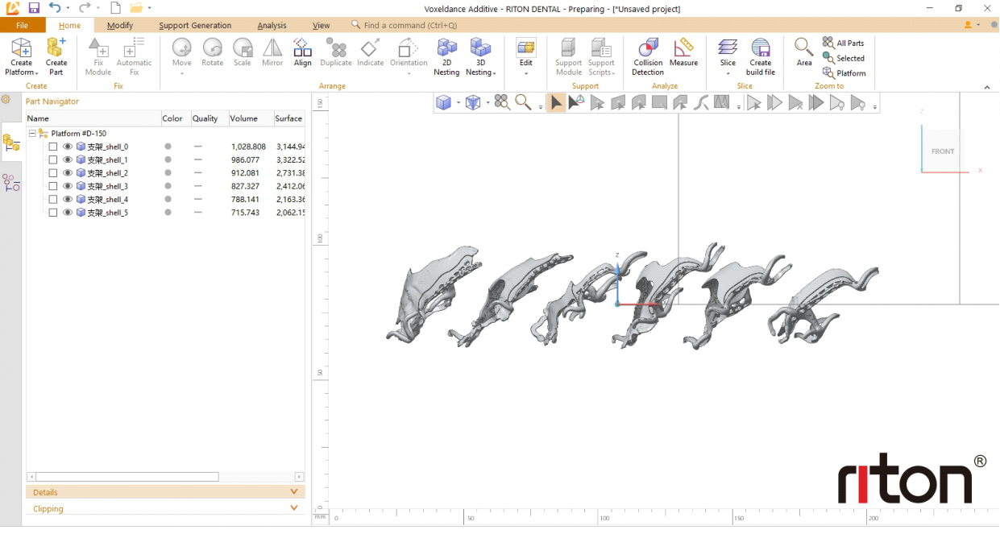 Voxeldance Additive - RITON DENTAL - Preparing - [*Unsaved project]
File Home Modify Support Generation Analysis View Find a command (Ctrl+Q)
Create Platform Create Part Fix Module Automatic Fix Move Rotate Scale Mirror Align Duplicate Indicate Orientation 2D Nesting 3D Nesting Edit Support Module Support Scripts Collision Detection Measure Slice Create build file Area
All Parts
Selected
Platform
Create Fix Arrange Support Analyze Slice Zoom to
Part Navigator
Name Color Quality Volume Surface
Platform #D-150
支架_shell_0 1,028.808 3,144.94
支架_shell_1 986.077 3,322.52
支架_shell_2 912.081 2,731.38
支架_shell_3 827.327 2,412.06
支架_shell_4 788.141 2,163.36
支架_shell_5 715.743 2,062.15
150
100
50
0
Z
FRONT
X
Z
riton®
Details
Clipping
mm 0 50 100 150 200